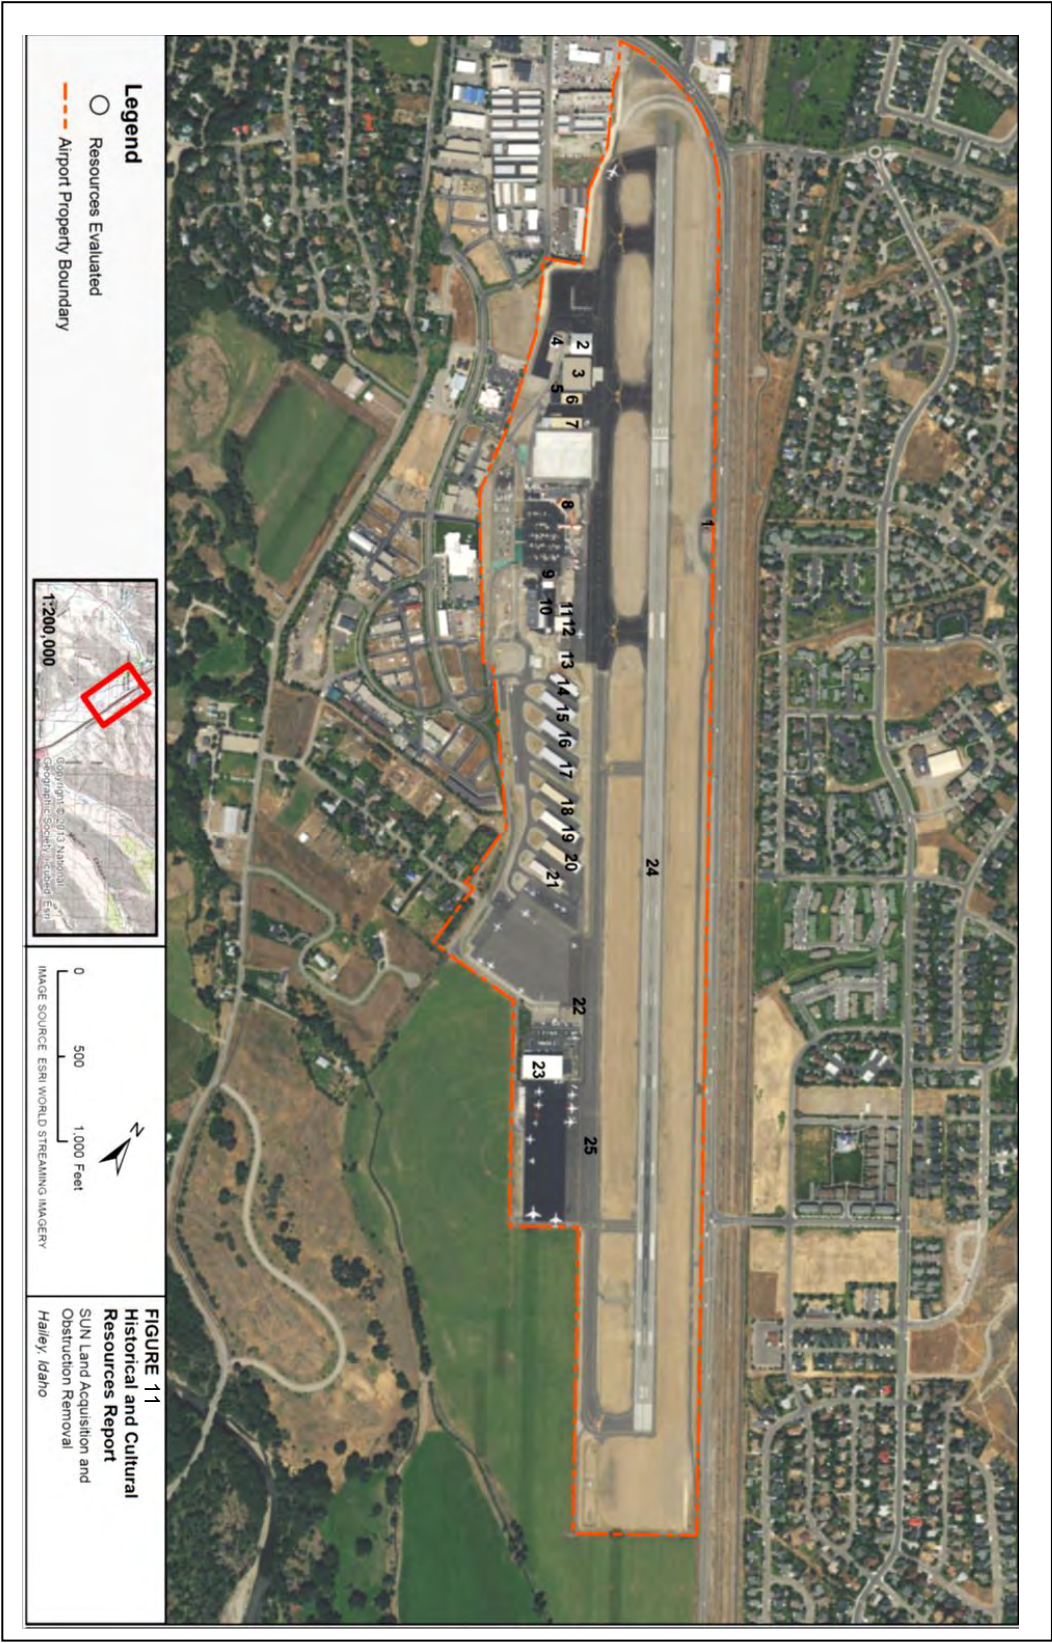 1
2
3
4
5
6
7
8
9
10
11
12
13
14
15
16
17
18
19
20
21
22
23
24
25
Legend
Resources Evaluated
Airport Property Boundary
1:200,000
Copyright:© 2013 National
Geographic Society, i-cubed, Esri
N
0 500 1,000 Feet
IMAGE SOURCE: ESRI WORLD STREAMING IMAGERY
FIGURE 11
Historical and Cultural
Resources Report
SUN Land Acquisition and
Obstruction Removal
Hailey, Idaho